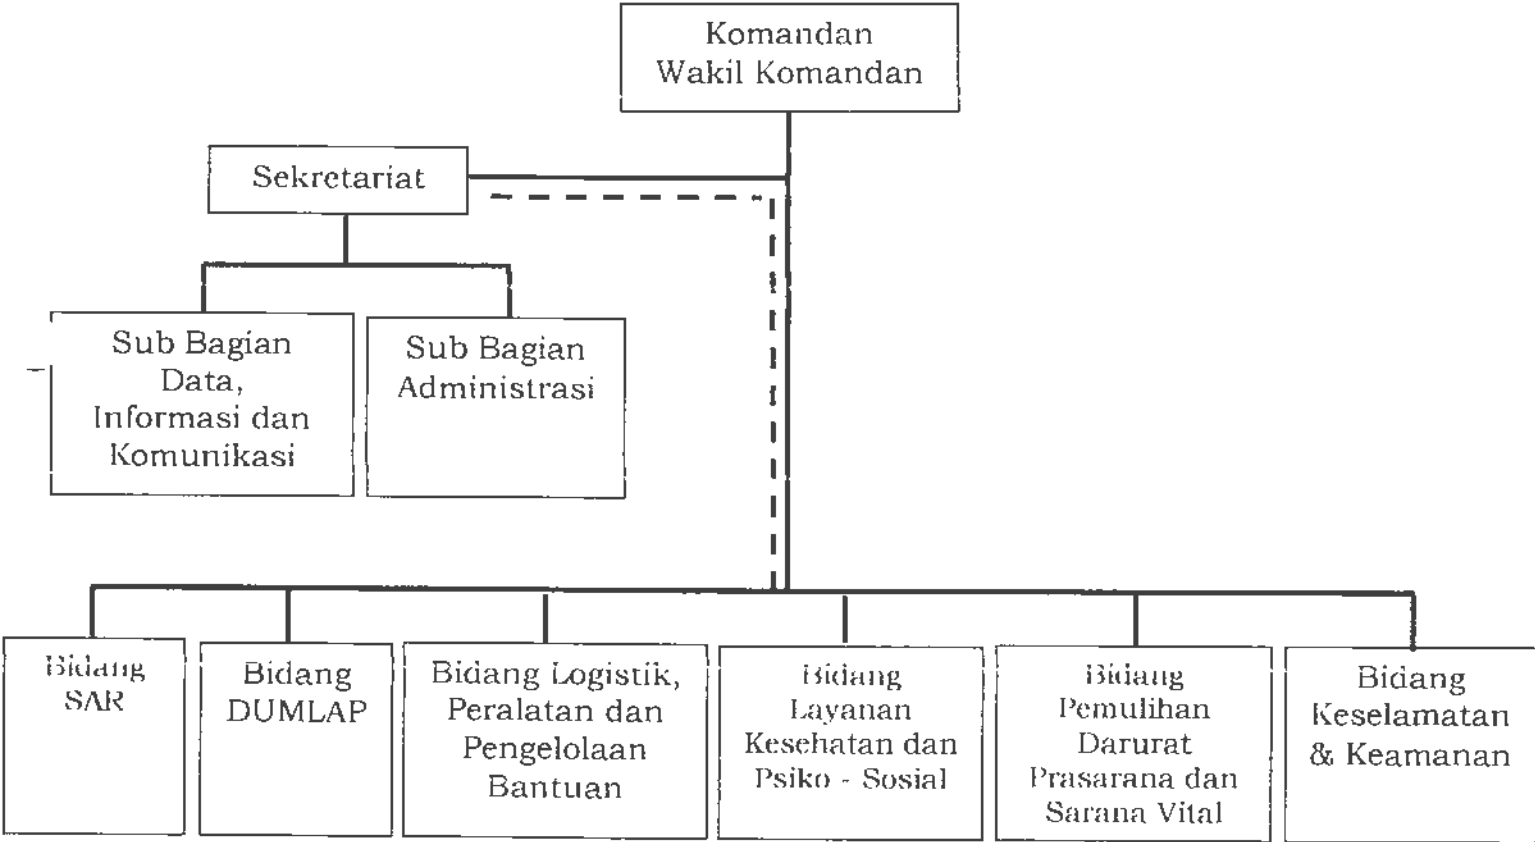 Komandan
Wakil Komandan
Sekretariat
Sub Bagian
Data,
Informasi dan
Komunikasi
Sub Bagian
Administrasi
Bidang
SAR
Bidang
DUMLAP
Bidang Logistik,
Peralatan dan
Pengelolaan
Bantuan
Bidang
Layanan
Kesehatan dan
Psiko - Sosial
Bidang
Pemulihan
Darurat
Prasarana dan
Sarana Vital
Bidang
Keselamatan
& Keamanan